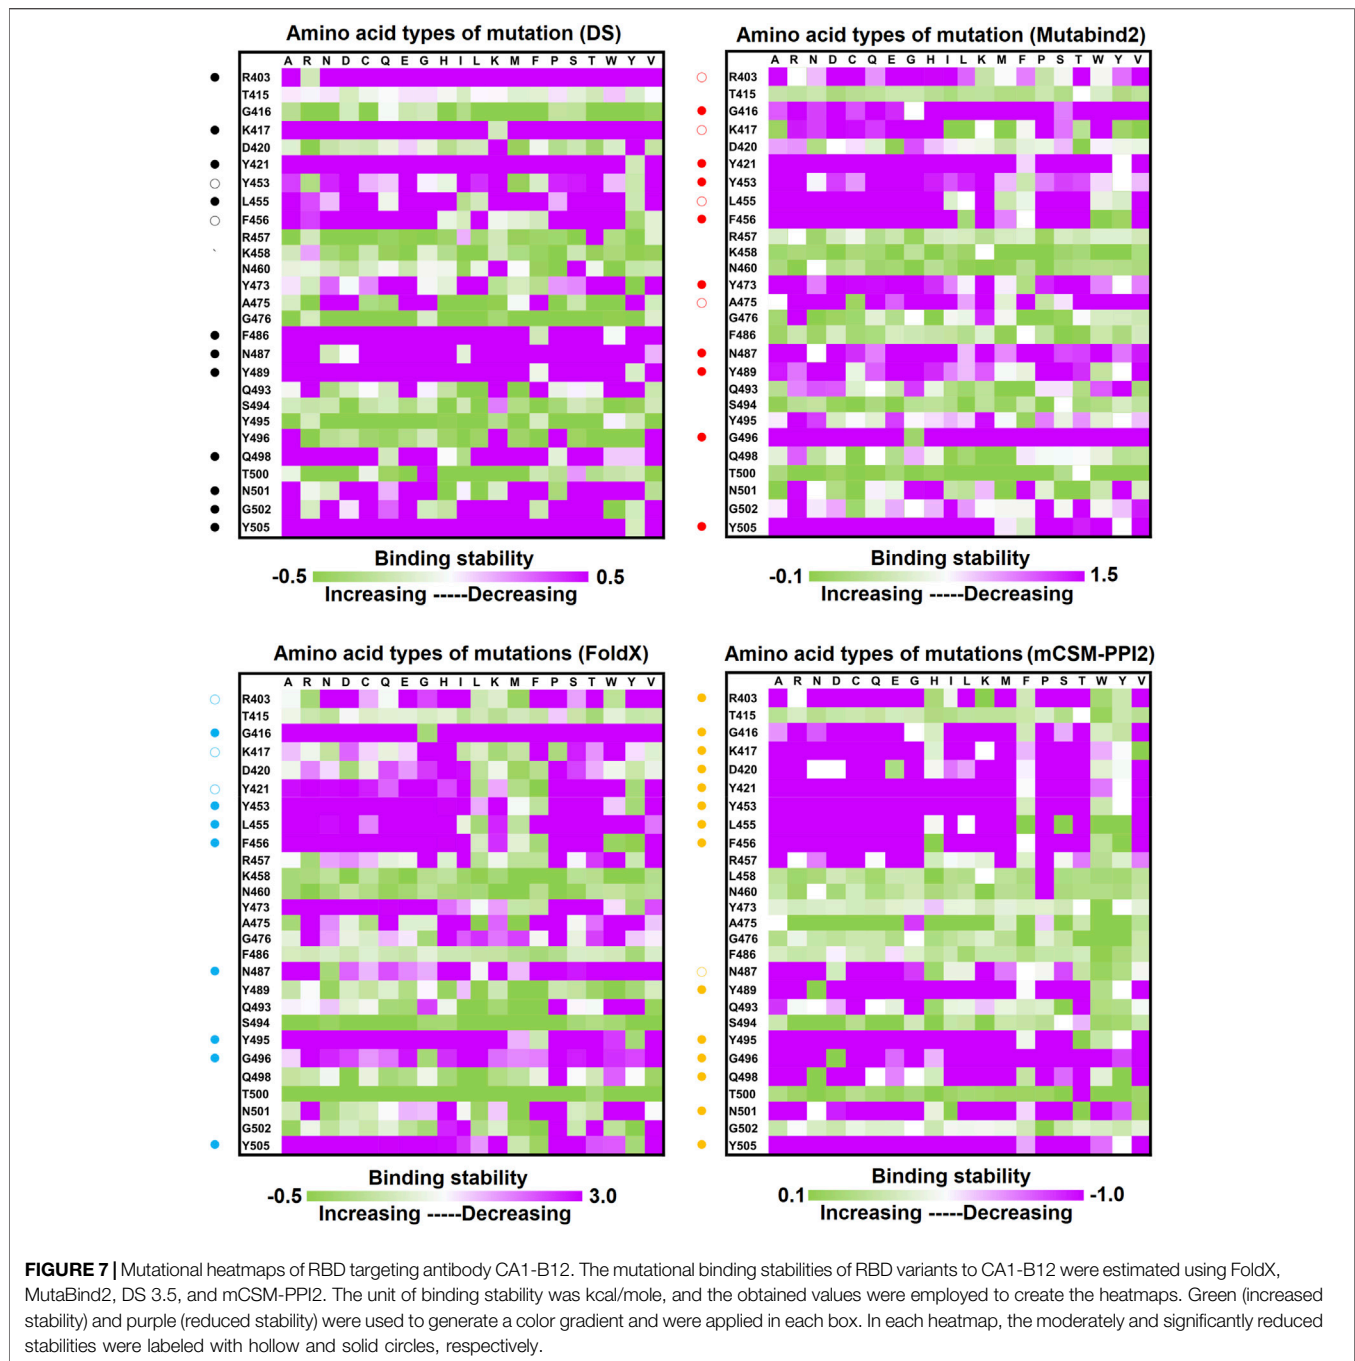 Amino acid types of mutation (DS)
A R N D C Q E G H I L K M F P S T W Y V
R403
T415
G416
K417
D420
Y421
Y453
L455
F456
R457
K458
N460
Y473
A475
G476
F486
N487
Y489
Q493
S494
Y495
Y496
Q498
T500
N501
G502
Y505
Binding stability
-0.5 0.5
Increasing -----Decreasing
Amino acid types of mutation (Mutabind2)
A R N D C Q E G H I L K M F P S T W Y V
R403
T415
G416
K417
D420
Y421
Y453
L455
F456
R457
K458
N460
Y473
A475
G476
F486
N487
Y489
Q493
S494
Y495
G496
Q498
T500
N501
G502
Y505
Binding stability
-0.1 1.5
Increasing -----Decreasing
Amino acid types of mutations (FoldX)
A R N D C Q E G H I L K M F P S T W Y V
R403
T415
G416
K417
D420
Y421
Y453
L455
F456
R457
K458
N460
Y473
A475
G476
F486
N487
Y489
Q493
S494
Y495
G496
Q498
T500
N501
G502
Y505
Binding stability
-0.5 3.0
Increasing -----Decreasing
Amino acid types of mutations (mCSM-PPI2)
A R N D C Q E G H I L K M F P S T W Y V
R403
T415
G416
K417
D420
Y421
Y453
L455
F456
R457
L458
N460
Y473
A475
G476
F486
N487
Y489
Q493
S494
Y495
G496
Q498
T500
N501
G502
Y505
Binding stability
0.1 -1.0
Increasing -----Decreasing
FIGURE 7 | Mutational heatmaps of RBD targeting antibody CA1-B12. The mutational binding stabilities of RBD variants to CA1-B12 were estimated using FoldX,
MutaBind2, DS 3.5, and mCSM-PPI2. The unit of binding stability was kcal/mole, and the obtained values were employed to create the heatmaps. Green (increased
stability) and purple (reduced stability) were used to generate a color gradient and were applied in each box. In each heatmap, the moderately and significantly reduced
stabilities were labeled with hollow and solid circles, respectively.